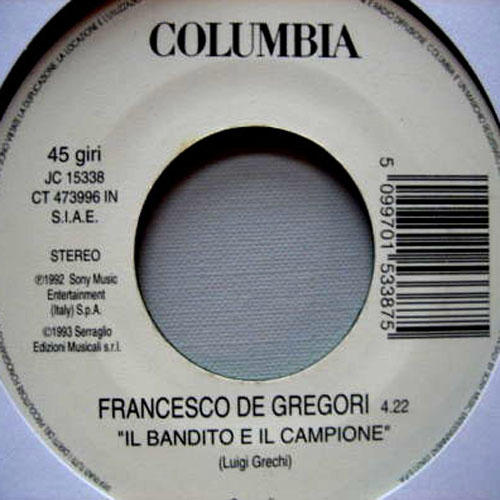 COLUMBIA
45 giri
JC 15338
CT 473996 IN
S.I.A.E.
STEREO
℗1992 Sony Music
Entertainment
(Italy) S.p.A.
©1993 Serraglio
Edizioni Musicali s.r.l.
5 099701 533875
FRANCESCO DE GREGORI 4.22
"IL BANDITO E IL CAMPIONE"
(Luigi Grechi)